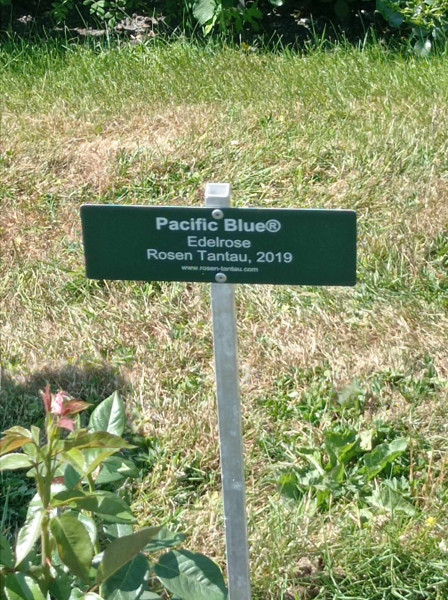 Pacific Blue®
Edelrose
Rosen Tantau, 2019
www.rosen-tantau.com